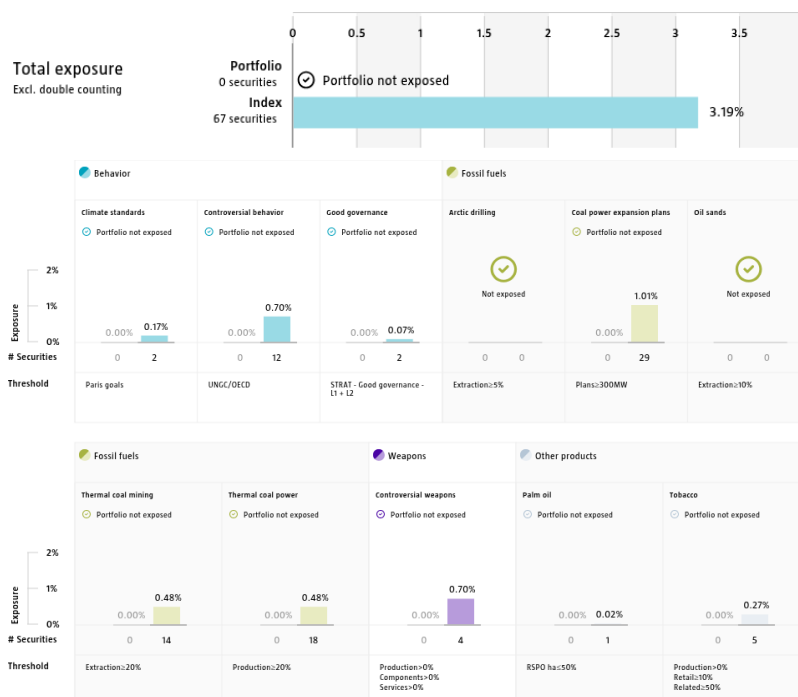 0 0.5 1 1.5 2 2.5 3 3.5
Total exposure
Excl. double counting
Portfolio
0 securities
Portfolio not exposed
Index
67 securities
3.19%
Behavior
Fossil fuels
Climate standards Controversial behavior Good governance Arctic drilling Coal power expansion plans Oil sands
Portfolio not exposed Portfolio not exposed Portfolio not exposed Portfolio not exposed
Not exposed Not exposed
Exposure
2%
1%
0%
0.00% 0.17% 0.00% 0.70% 0.00% 0.07% 0.00% 1.01%
# Securities 0 2 0 12 0 2 0 0 0 29 0 0
Threshold Paris goals UNGC/OECD STRAT - Good governance - Extraction≥5% Plans≥300MW Extraction≥10%
L1 + L2
Fossil fuels
Weapons
Other products
Thermal coal mining Thermal coal power Controversial weapons Palm oil Tobacco
Portfolio not exposed Portfolio not exposed Portfolio not exposed Portfolio not exposed Portfolio not exposed
Exposure
2%
1%
0%
0.00% 0.48% 0.00% 0.48% 0.00% 0.70% 0.00% 0.02% 0.00% 0.27%
# Securities 0 14 0 18 0 4 0 1 0 5
Threshold Extraction≥20% Production≥20% Production>0% RSPO ha≤50% Production>0%
Components>0% Retail≥10%
Services>0% Related≥50%